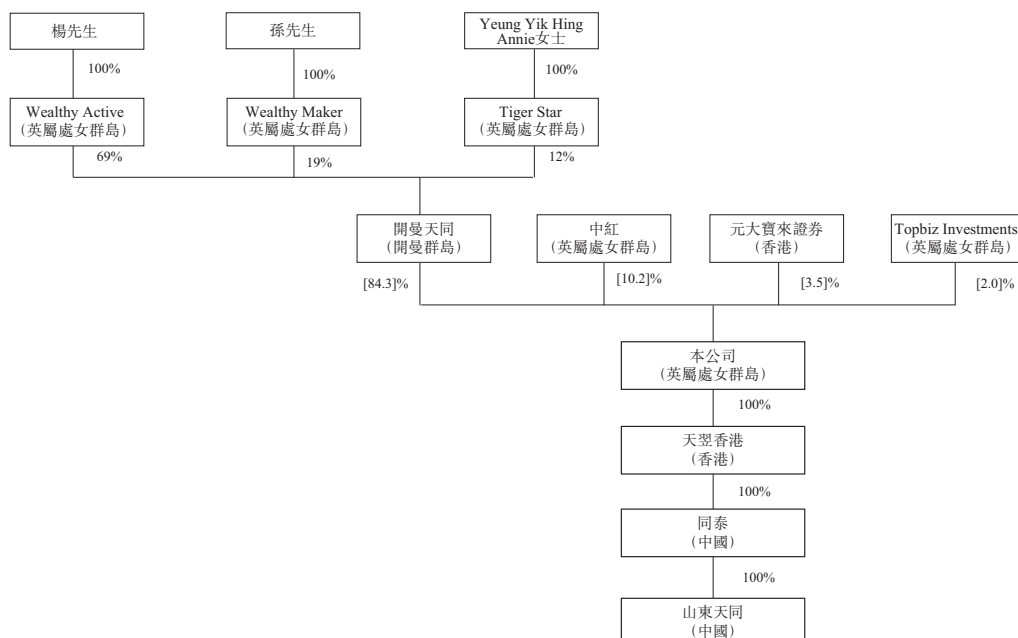 楊先生
孫先生
Yeung Yik Hing
Annie女士
100%
100%
100%
Wealthy Active
（英屬處女群島）
Wealthy Maker
（英屬處女群島）
Tiger Star
（英屬處女群島）
69%
19%
12%
開曼天同
（開曼群島）
中紅
（英屬處女群島）
元大寶來證券
（香港）
Topbiz Investments
（英屬處女群島）
[84.3]%
[10.2]%
[3.5]%
[2.0]%
本公司
（英屬處女群島）
100%
天翌香港
（香港）
100%
同泰
（中國）
100%
山東天同
（中國）